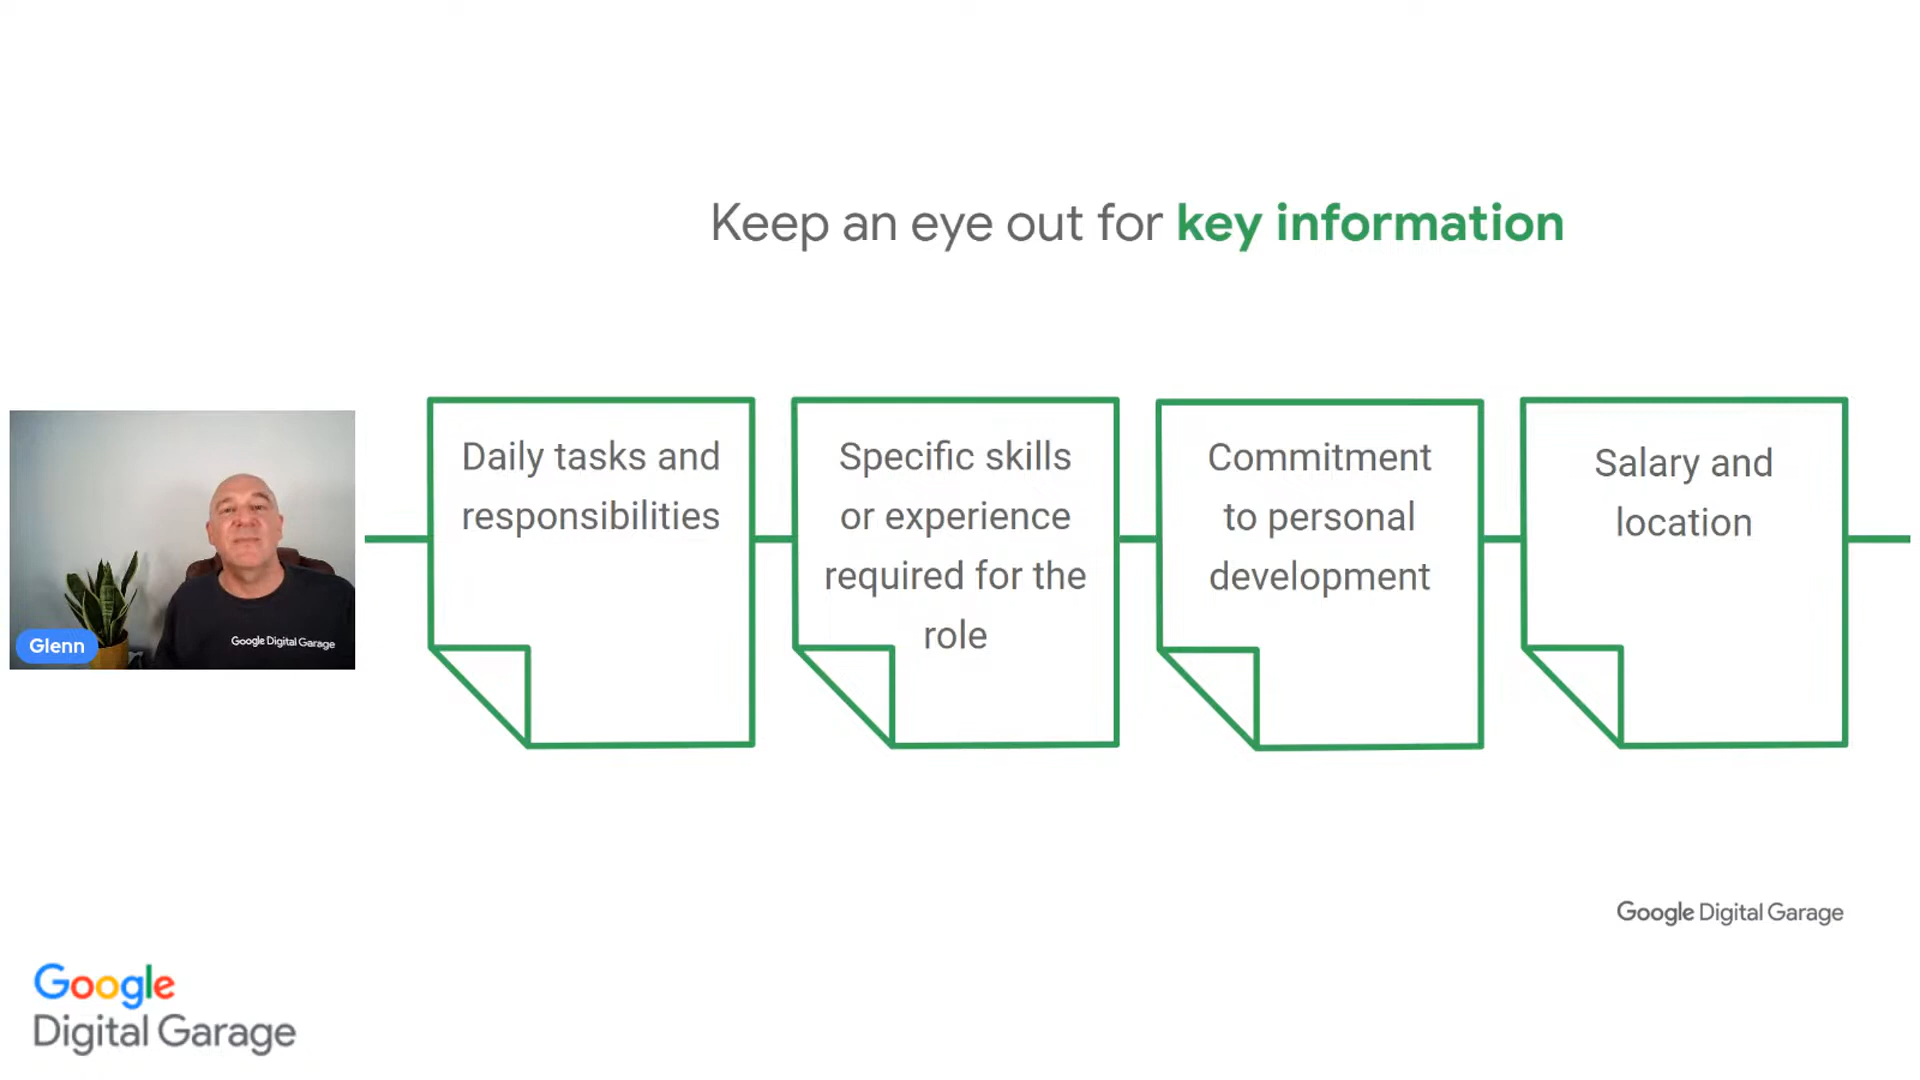 Keep an eye out for key information
Daily tasks and
responsibilities
Specific skills
or experience
required for the
role
Commitment
to personal
development
Salary and
location
Google Digital Garage
Glenn
Google Digital Garage
Google
Digital Garage